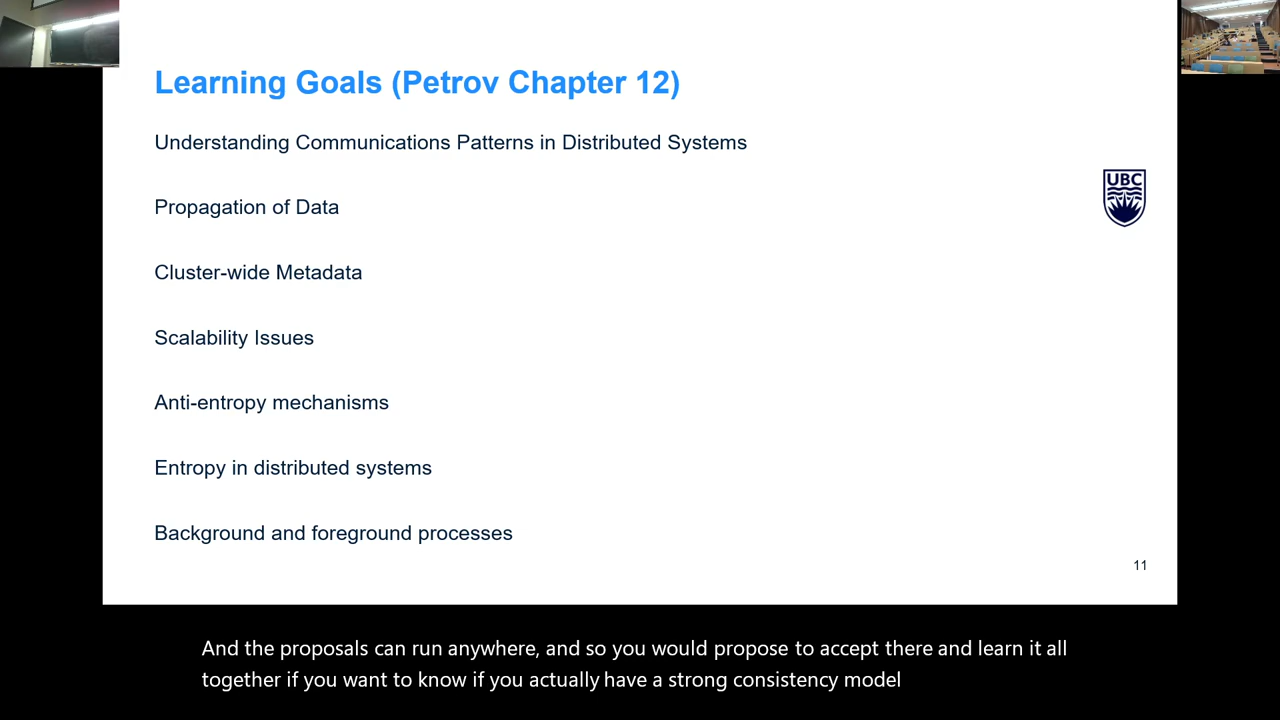 Learning Goals (Petrov Chapter 12)
Understanding Communications Patterns in Distributed Systems
UBC
Propagation of Data
Cluster-wide Metadata
Scalability Issues
Anti-entropy mechanisms
Entropy in distributed systems
Background and foreground processes
11
And the proposals can run anywhere, and so you would propose to accept there and learn it all
together if you want to know if you actually have a strong consistency model